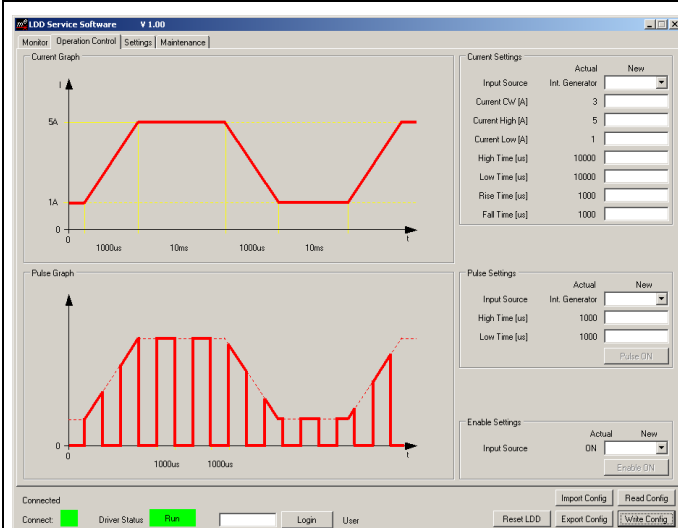 LDD Service Software V 1.00
Monitor Operation Control Settings Maintenance
Current Graph
I
5A
1A
0
0
1000us 10ms 1000us 10ms
t
Current Settings
Actual New
Input Source Int. Generator
Current CW [A] 3
Current High [A] 5
Current Low [A] 1
High Time [us] 10000
Low Time [us] 10000
Rise Time [us] 1000
Fall Time [us] 1000
Pulse Graph
0
0
1000us 1000us
t
Pulse Settings
Actual New
Input Source Int. Generator
High Time [us] 1000
Low Time [us] 1000
Pulse ON
Enable Settings
Actual New
Input Source ON
Enable ON
Connected
Import Config Read Config
Connect: Driver Status Run Login User Reset LDD Export Config Write Config